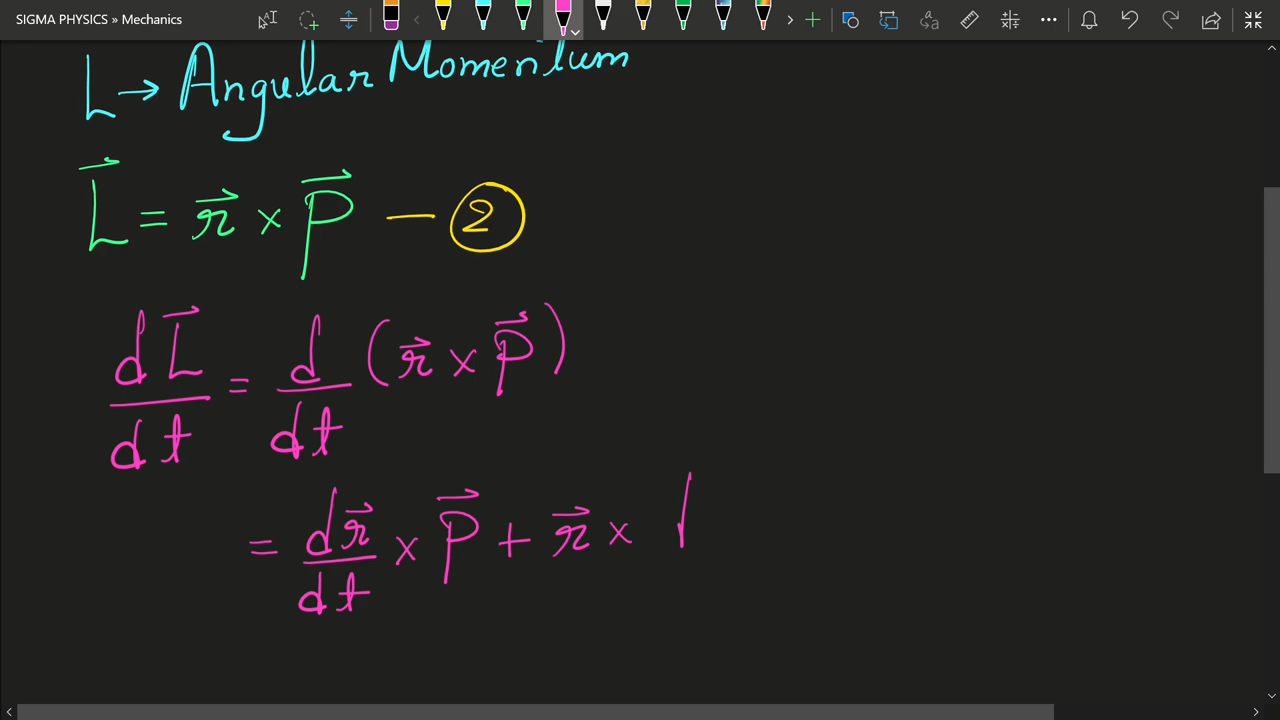 SIGMA PHYSICS » Mechanics
L → Angular Momentum
L⃗ = r⃗ × P⃗ — ②
dL⃗/dt = d/dt (r⃗ × P⃗)
= dr⃗/dt × P⃗ + r⃗ ×